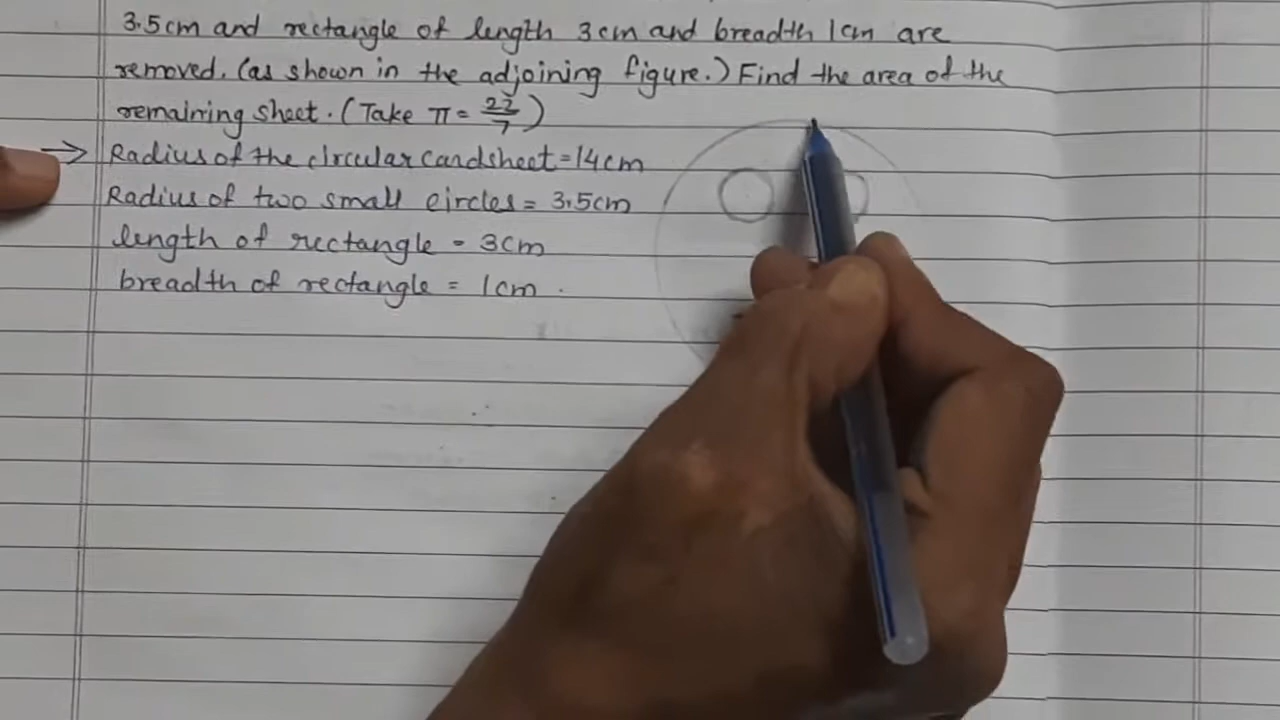 3.5cm and rectangle of length 3cm and breadth 1cm are
removed. (as shown in the adjoining figure.) Find the area of the
remaining sheet. (Take π = 22/7)
→ Radius of the circular cardsheet = 14cm
Radius of two small circles = 3.5cm
length of rectangle = 3cm
breadth of rectangle = 1cm .